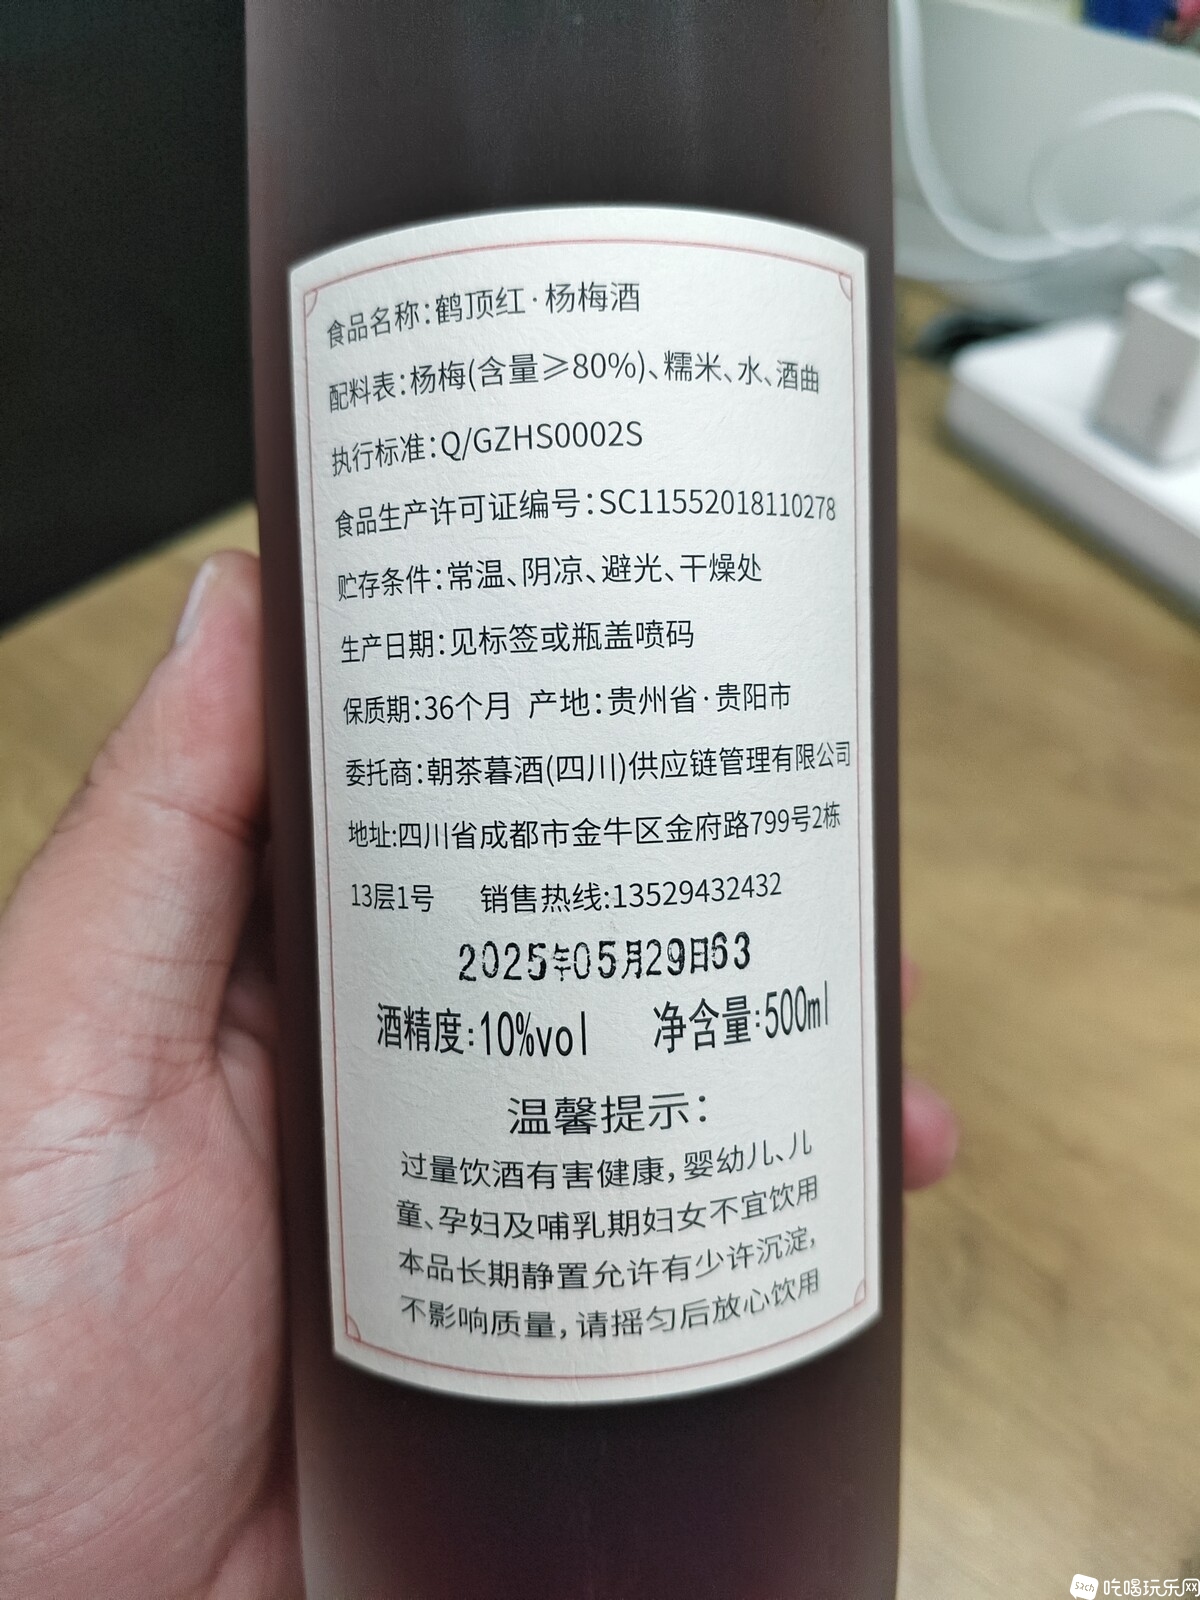 食品名称:鹤顶红·杨梅酒
配料表:杨梅(含量≥80%)、糯米、水、酒曲
执行标准:Q/GZHS0002S
食品生产许可证编号:SC11552018110278
贮存条件:常温、阴凉、避光、干燥处
生产日期:见标签或瓶盖喷码
保质期:36个月 产地:贵州省·贵阳市
委托商:朝茶暮酒(四川)供应链管理有限公司
地址:四川省成都市金牛区金府路799号2栋
13层1号 销售热线:13529432432
2025年05月29日63
酒精度:10%vol 净含量:500ml
温馨提示:
过量饮酒有害健康,婴幼儿、儿
童、孕妇及哺乳期妇女不宜饮用
本品长期静置允许有少许沉淀,
不影响质量,请摇匀后放心饮用
吃喝玩乐网